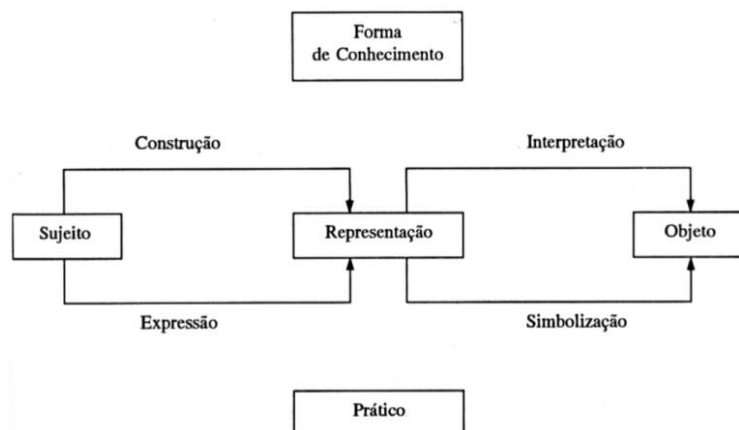 Forma
de Conhecimento
Construção
Interpretação
Sujeito
Representação
Objeto
Expressão
Simbolização
Prático